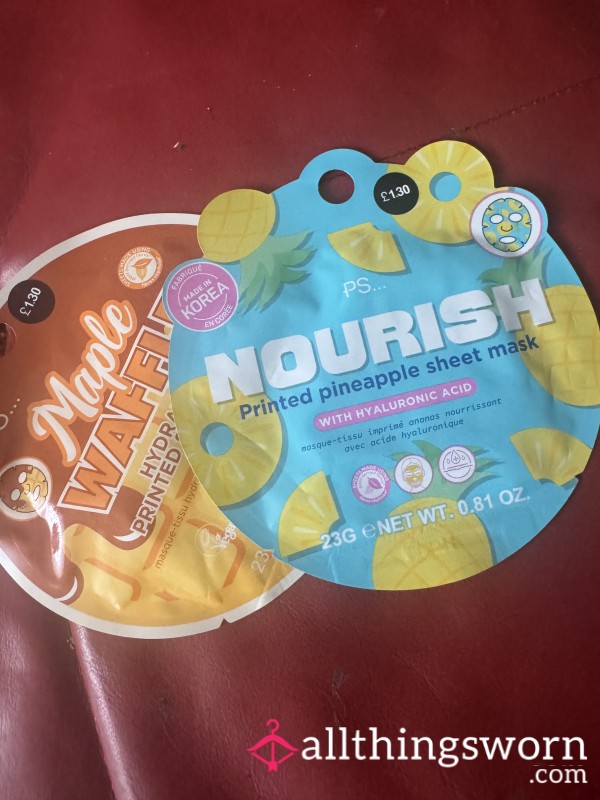 £1.30
Maple
WAFFL
HYDRA
PRINTED
masque-tissu hydr
£1.30
FABRIQUÉ
MADE IN
KOREA
EN CORÉE
PS...
NOURISH
Printed pineapple sheet mask
WITH HYALURONIC ACID
masque-tissu imprimé ananas nourrissant
avec acide hyaluronique
23G e NET WT. 0.81 OZ.
allthingsworn
.com